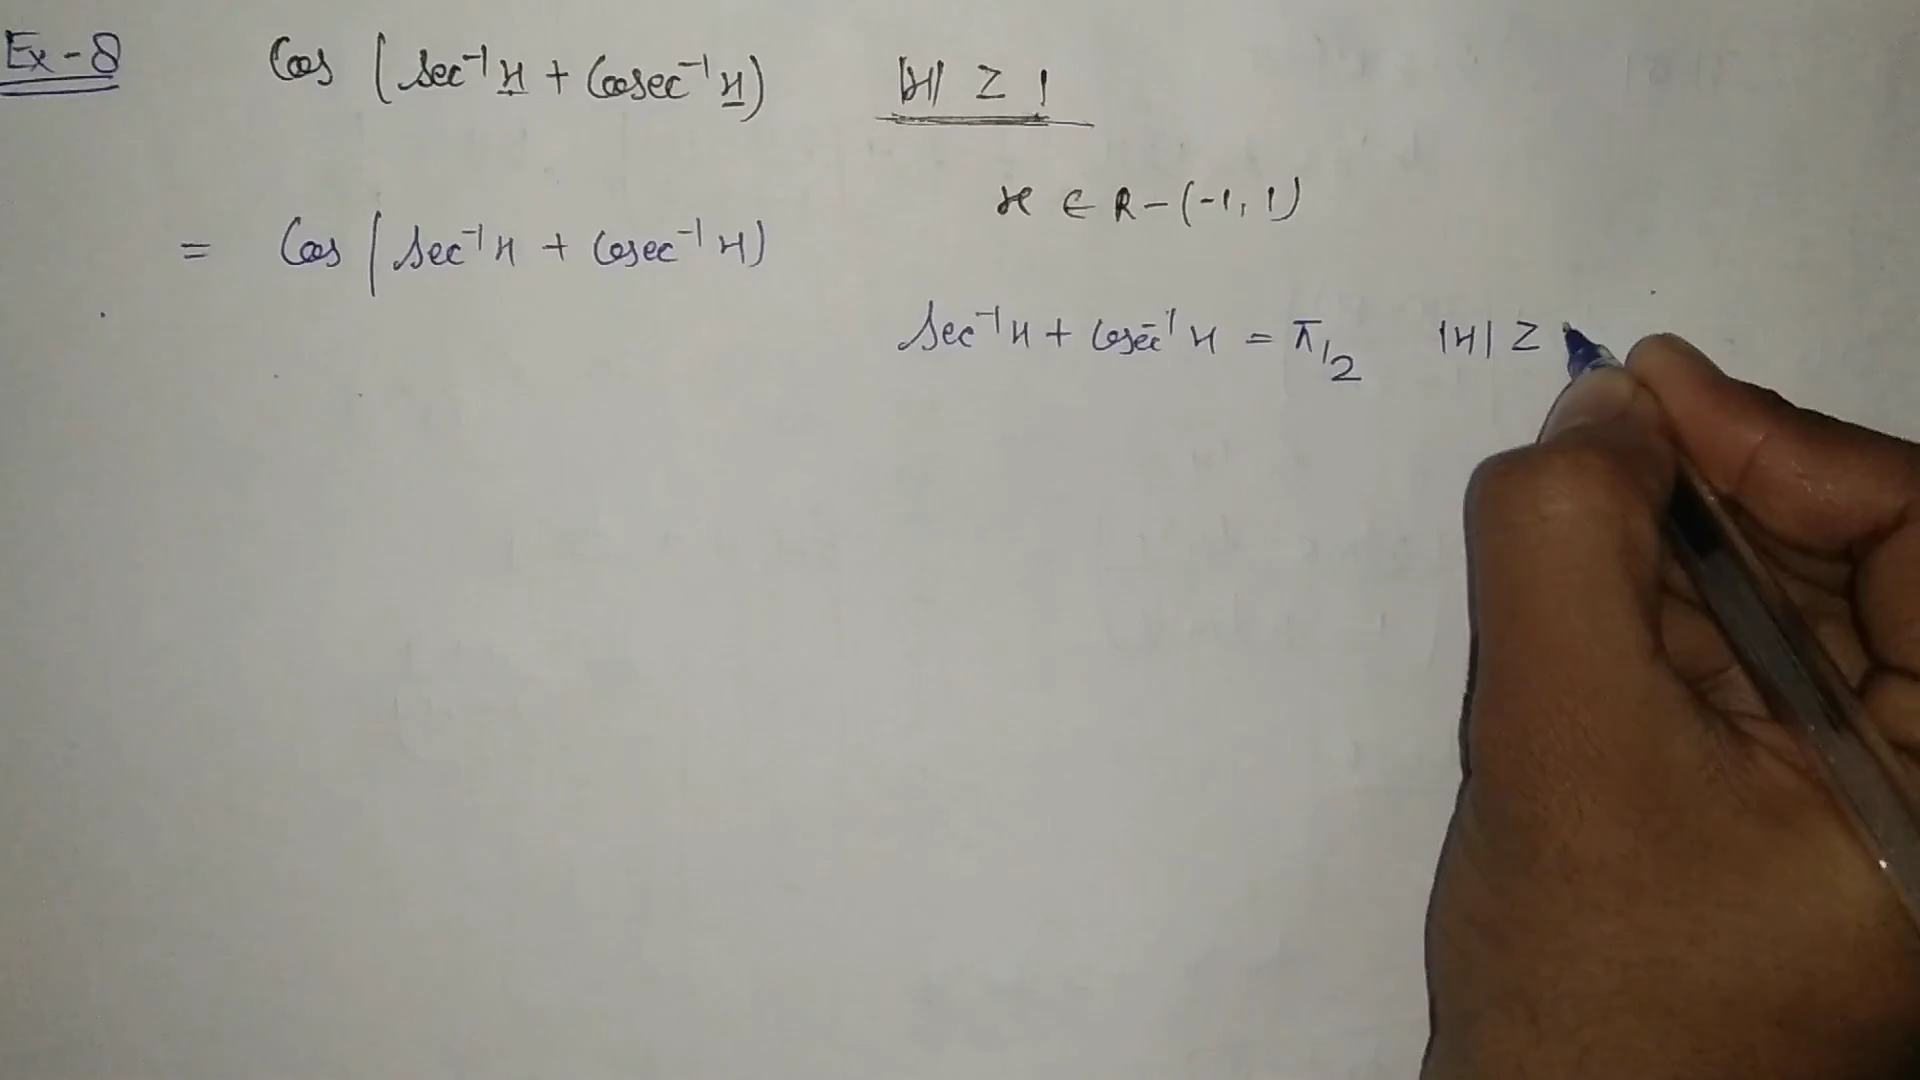 Ex-8 Cos (sec⁻¹x + Cosec⁻¹x) |x| ≥ 1
x ∈ R-(-1, 1)
= Cos (sec⁻¹x + Cosec⁻¹x)
sec⁻¹x + Cosec⁻¹x = π/2 |x| ≥